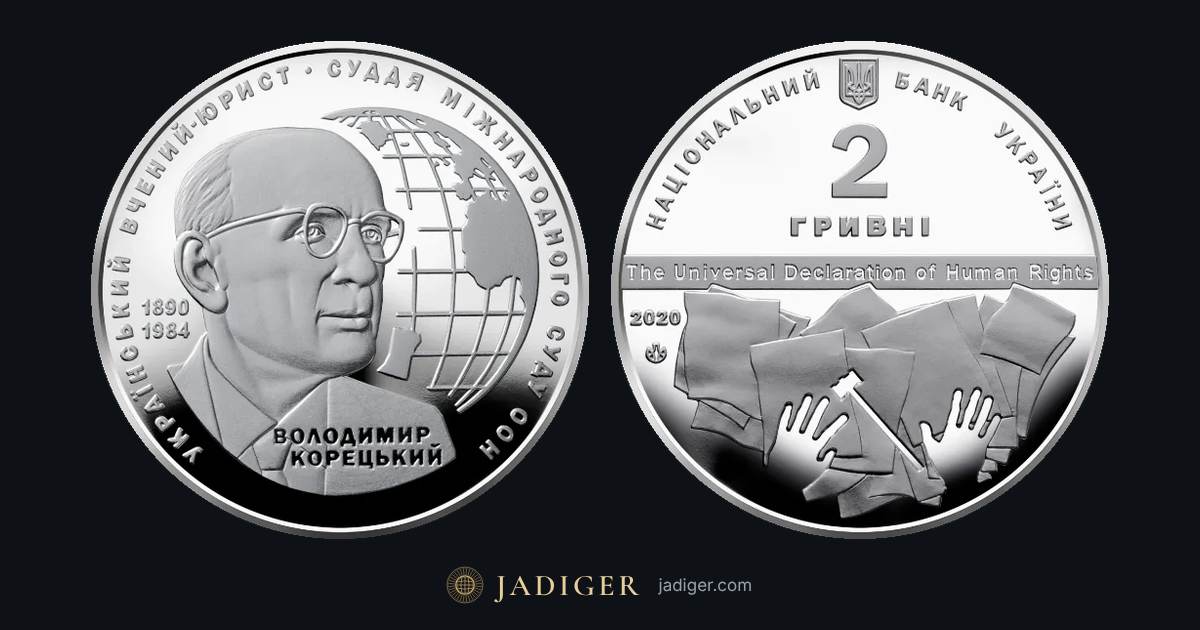 УКРАЇНСЬКИЙ ВЧЕНИЙ-ЮРИСТ · СУДДЯ МІЖНАРОДНОГО СУДУ ООН
1890
1984
ВОЛОДИМИР
КОРЕЦЬКИЙ
НАЦІОНАЛЬНИЙ БАНК УКРАЇНИ
2
ГРИВНІ
The Universal Declaration of Human Rights
2020
JADIGER jadiger.com